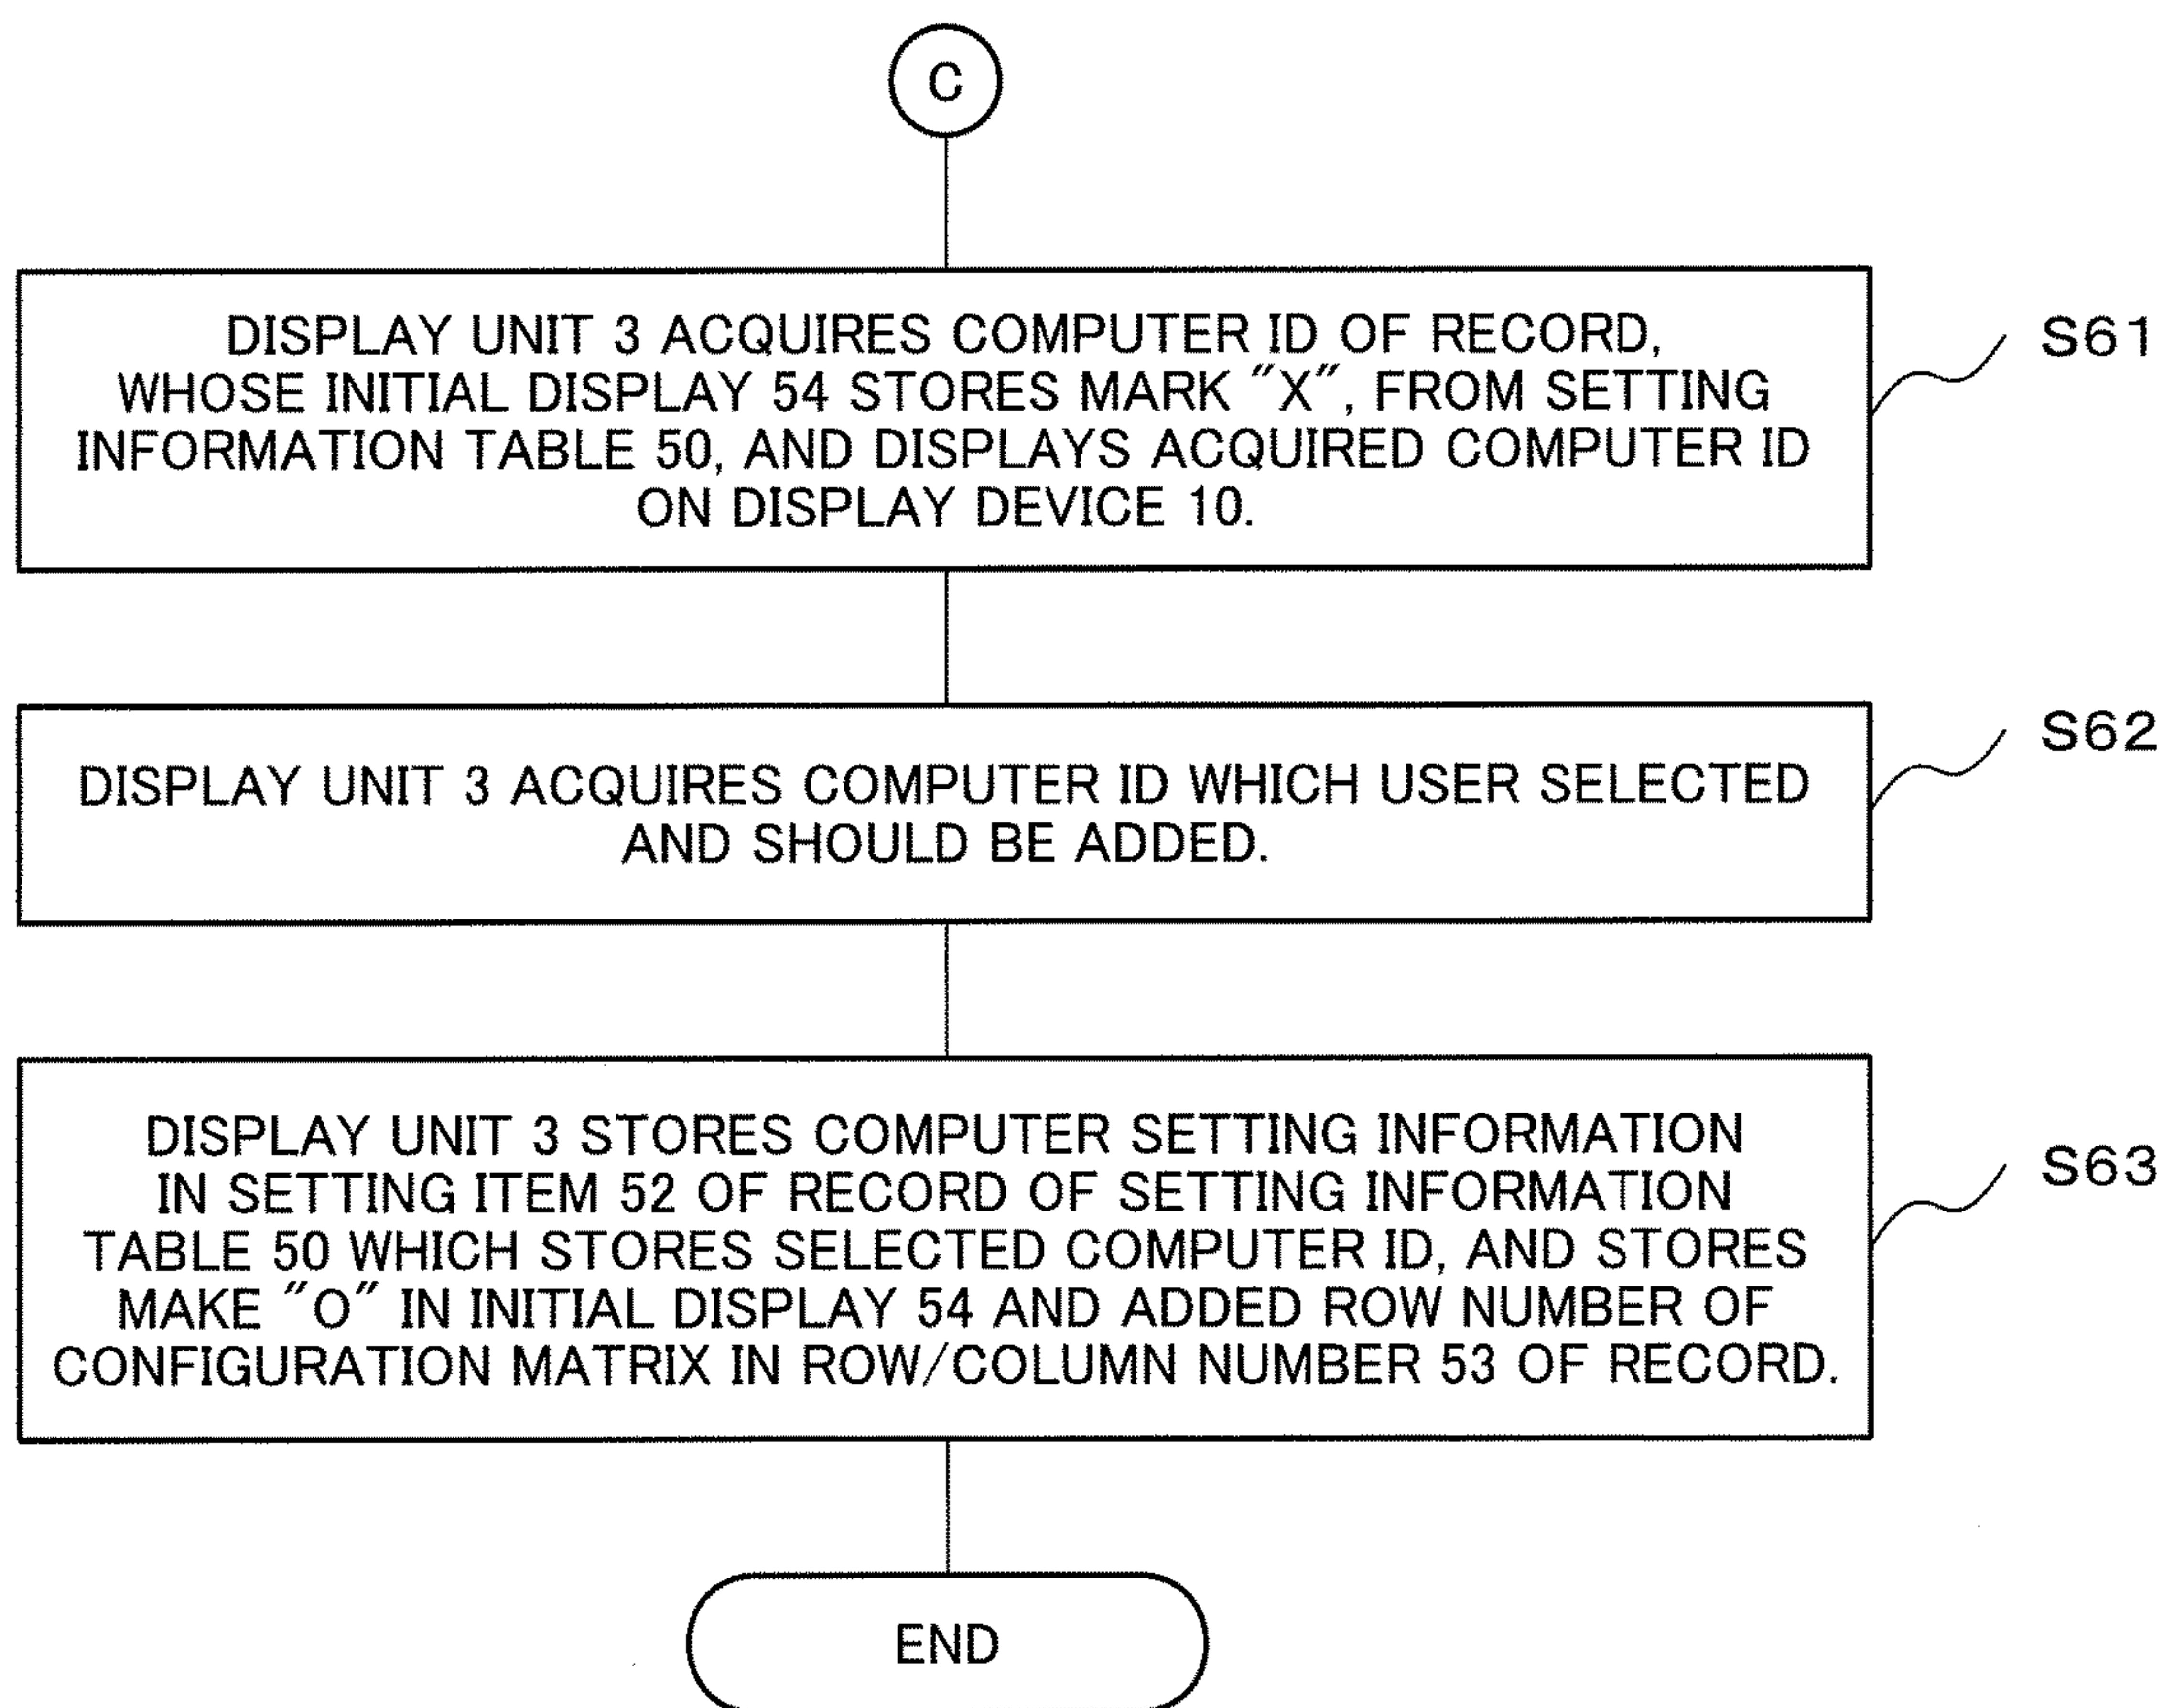 C
DISPLAY UNIT 3 ACQUIRES COMPUTER ID OF RECORD,
WHOSE INITIAL DISPLAY 54 STORES MARK "X", FROM SETTING
INFORMATION TABLE 50, AND DISPLAYS ACQUIRED COMPUTER ID
ON DISPLAY DEVICE 10.
S61
DISPLAY UNIT 3 ACQUIRES COMPUTER ID WHICH USER SELECTED
AND SHOULD BE ADDED.
S62
DISPLAY UNIT 3 STORES COMPUTER SETTING INFORMATION
IN SETTING ITEM 52 OF RECORD OF SETTING INFORMATION
TABLE 50 WHICH STORES SELECTED COMPUTER ID, AND STORES
MAKE "O" IN INITIAL DISPLAY 54 AND ADDED ROW NUMBER OF
CONFIGURATION MATRIX IN ROW/COLUMN NUMBER 53 OF RECORD.
S63
END